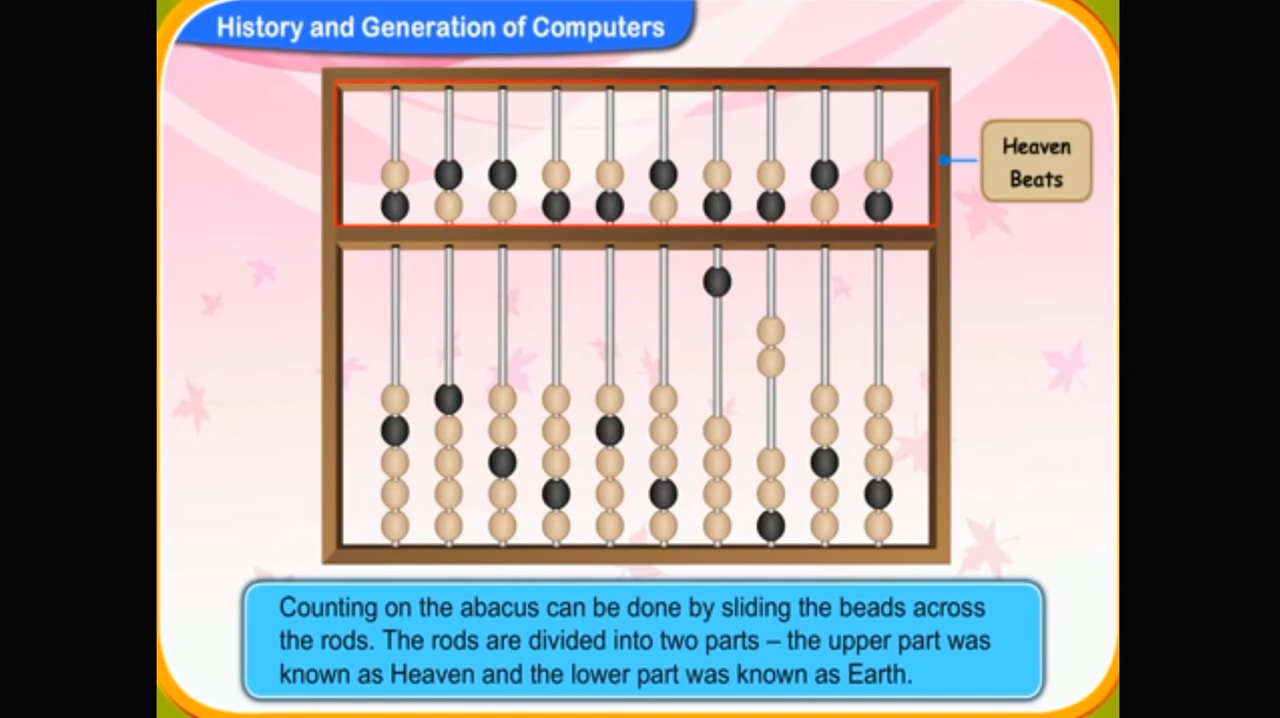 History and Generation of Computers
Heaven
Beats
Counting on the abacus can be done by sliding the beads across
the rods. The rods are divided into two parts – the upper part was
known as Heaven and the lower part was known as Earth.